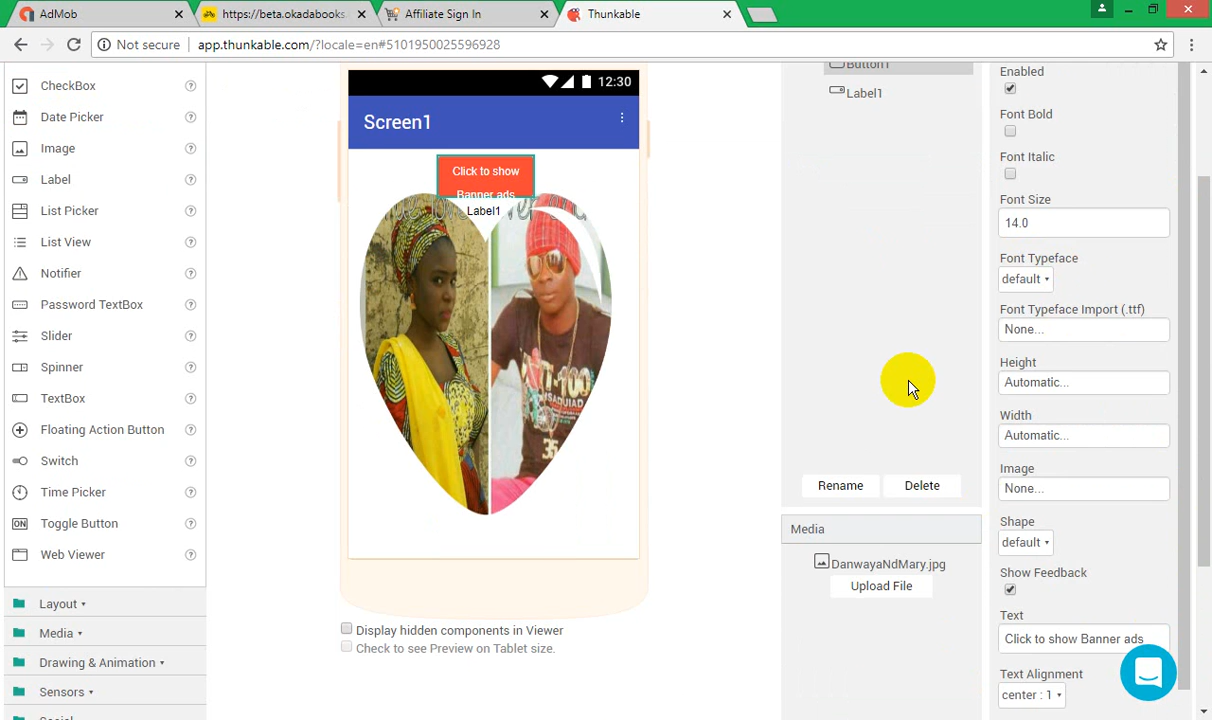 AdMob
https://beta.okadabooks
Affiliate Sign In
Thunkable
Not secure
app.thunkable.com/?locale=en#5101950025596928
CheckBox
Date Picker
Image
Label
List Picker
List View
Notifier
Password TextBox
Slider
Spinner
TextBox
Floating Action Button
Switch
Time Picker
Toggle Button
Web Viewer
Layout
Media
Drawing & Animation
Sensors
Social
12:30
Screen1
Click to show
Banner ads
Label1
Display hidden components in Viewer
Check to see Preview on Tablet size.
Button1
Label1
Rename
Delete
Media
DanwayaNdMary.jpg
Upload File
Enabled
Font Bold
Font Italic
Font Size
14.0
Font Typeface
default
Font Typeface Import (.ttf)
None...
Height
Automatic...
Width
Automatic...
Image
None...
Shape
default
Show Feedback
Text
Click to show Banner ads
Text Alignment
center : 1